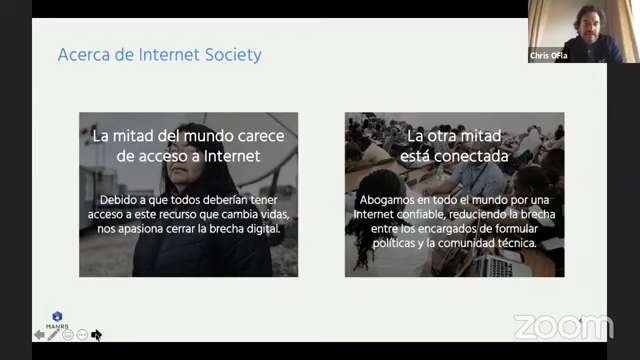 Acerca de Internet Society
Chris OFla
La mitad del mundo carece
de acceso a Internet
Debido a que todos deberían tener
acceso a este recurso que cambia vidas,
nos apasiona cerrar la brecha digital.
La otra mitad
está conectada
Abogamos en todo el mundo por una
Internet confiable, reduciendo la brecha
entre los encargados de formular
políticas y la comunidad técnica.
MANRS
zoom